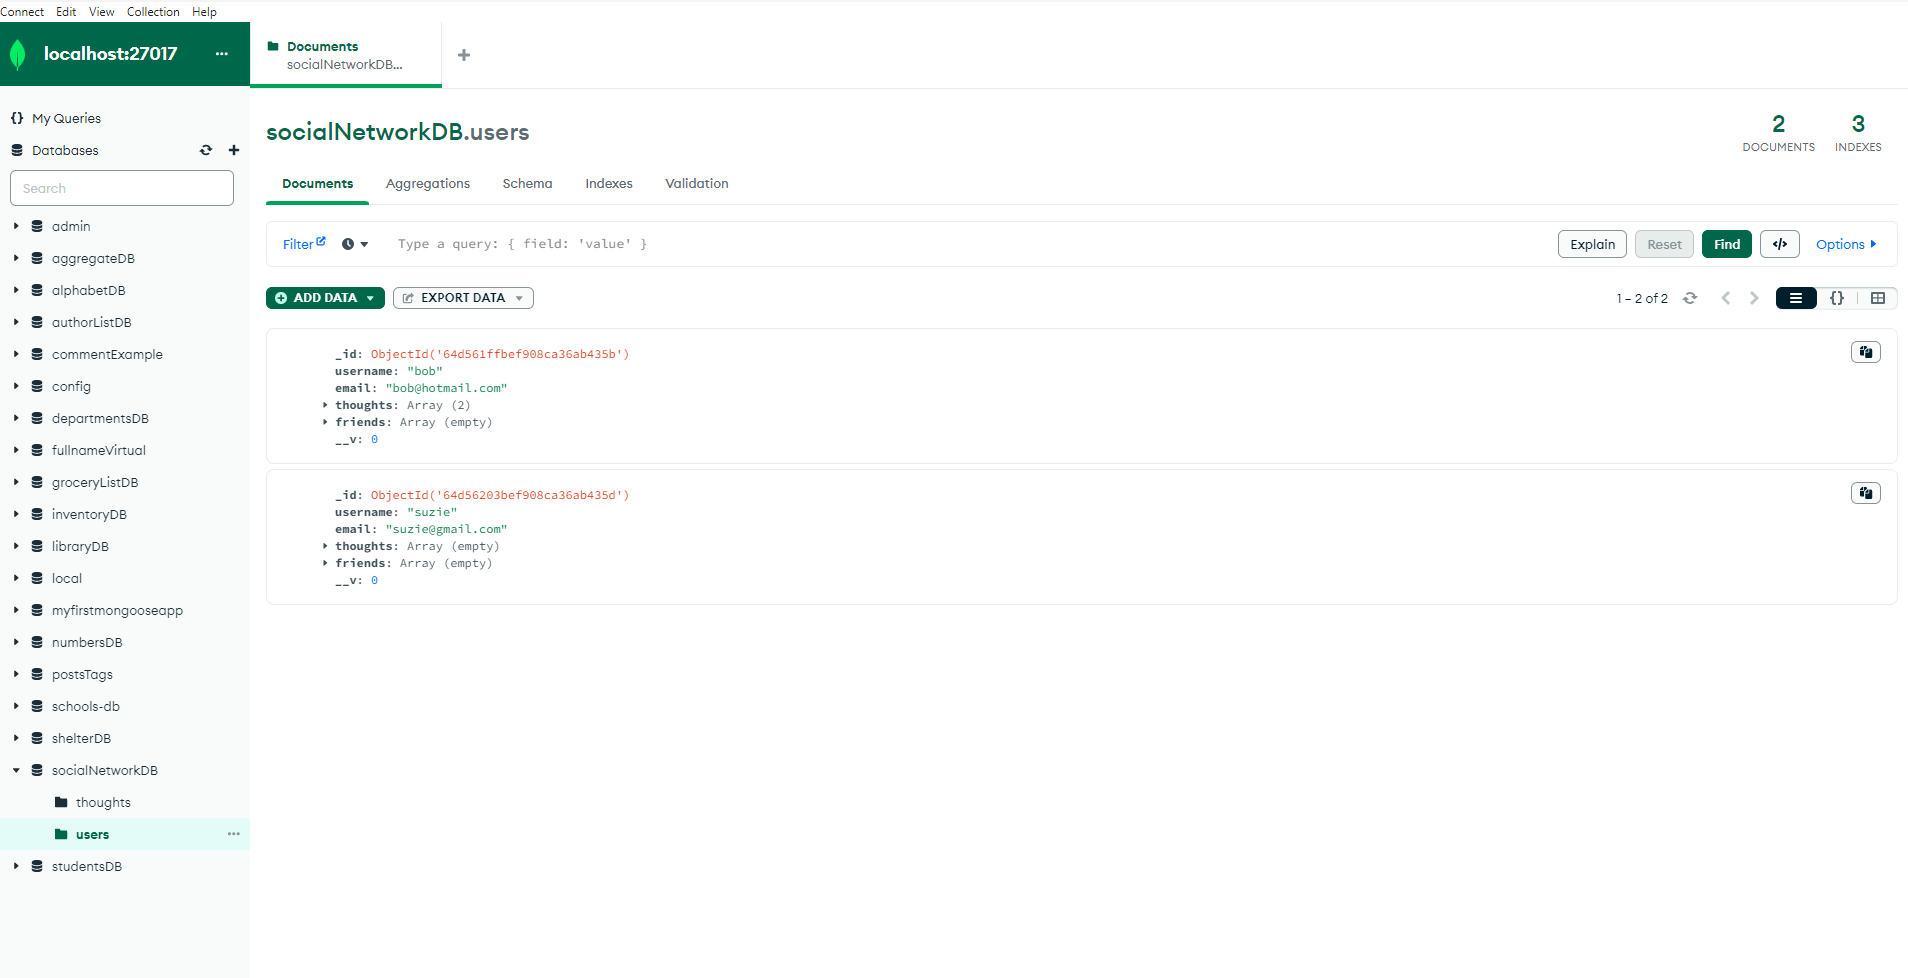 Connect Edit View Collection Help
localhost:27017 ...
Documents
socialNetworkDB...
My Queries
Databases
Search
admin
aggregateDB
alphabetDB
authorListDB
commentExample
config
departmentsDB
fullnameVirtual
groceryListDB
inventoryDB
libraryDB
local
myfirstmongooseapp
numbersDB
postsTags
schools-db
shelterDB
socialNetworkDB
thoughts
users ...
studentsDB
socialNetworkDB.users
2 3
DOCUMENTS INDEXES
Documents Aggregations Schema Indexes Validation
Filter Type a query: { field: 'value' } Explain Reset Find </> Options
ADD DATA EXPORT DATA 1 – 2 of 2 {}
_id: ObjectId('64d561ffbef908ca36ab435b')
username: "bob"
email: "bob@hotmail.com"
thoughts: Array (2)
friends: Array (empty)
__v: 0
_id: ObjectId('64d56203bef908ca36ab435d')
username: "suzie"
email: "suzie@gmail.com"
thoughts: Array (empty)
friends: Array (empty)
__v: 0